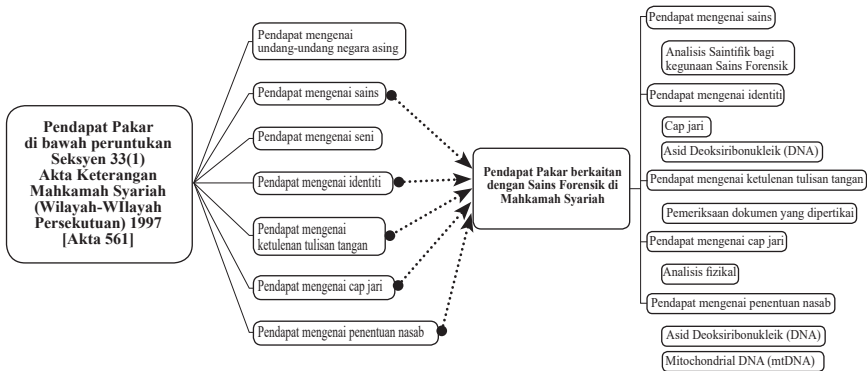 Pendapat Pakar
di bawah peruntukan
Seksyen 33(1)
Akta Keterangan
Mahkamah Syariah
(Wilayah-WIlayah
Persekutuan) 1997
[Akta 561]
Pendapat mengenai
undang-undang negara asing
Pendapat mengenai sains
Pendapat mengenai seni
Pendapat mengenai identiti
Pendapat mengenai
ketulenan tulisan tangan
Pendapat mengenai cap jari
Pendapat mengenai penentuan nasab
Pendapat Pakar berkaitan
dengan Sains Forensik di
Mahkamah Syariah
Pendapat mengenai sains
Analisis Saintifik bagi
kegunaan Sains Forensik
Pendapat mengenai identiti
Cap jari
Asid Deoksiribonukleik (DNA)
Pendapat mengenai ketulenan tulisan tangan
Pemeriksaan dokumen yang dipertikai
Pendapat mengenai cap jari
Analisis fizikal
Pendapat mengenai penentuan nasab
Asid Deoksiribonukleik (DNA)
Mitochondrial DNA (mtDNA)